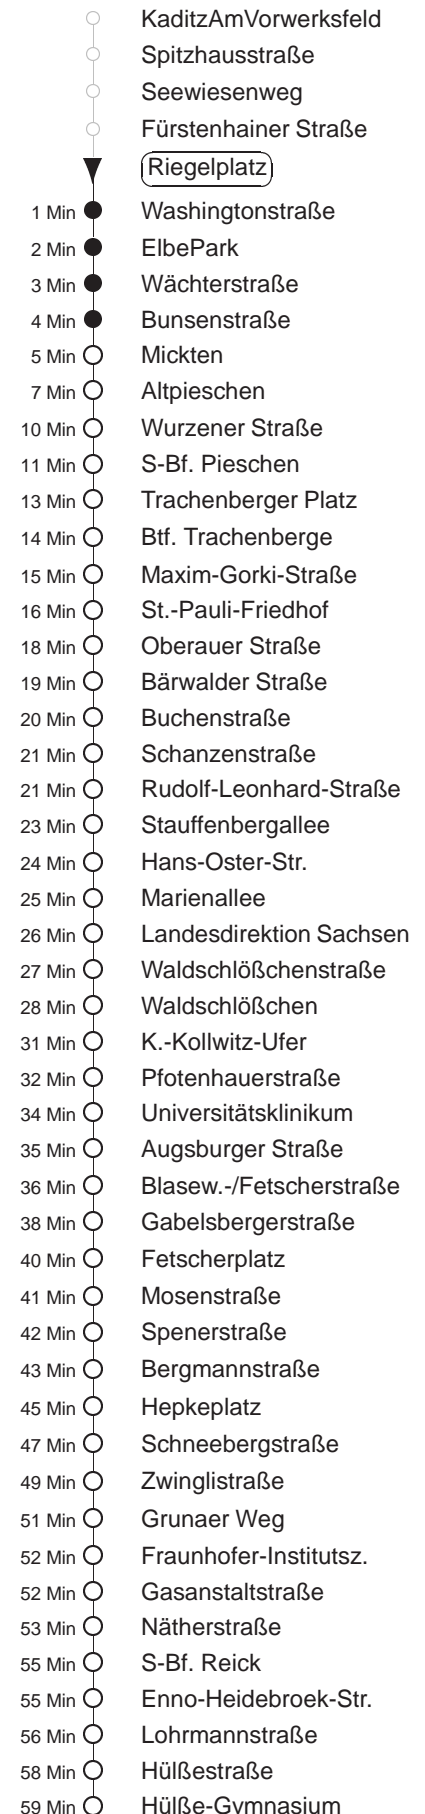 KaditzAmVorwerksfeld
Spitzhausstraße
Seewiesenweg
Fürstenhainer Straße
Riegelplatz
1 Min Washingtonstraße
2 Min ElbePark
3 Min Wächterstraße
4 Min Bunsenstraße
5 Min Mickten
7 Min Altpieschen
10 Min Wurzener Straße
11 Min S-Bf. Pieschen
13 Min Trachenberger Platz
14 Min Btf. Trachenberge
15 Min Maxim-Gorki-Straße
16 Min St.-Pauli-Friedhof
18 Min Oberauer Straße
19 Min Bärwalder Straße
20 Min Buchenstraße
21 Min Schanzenstraße
21 Min Rudolf-Leonhard-Straße
23 Min Stauffenbergallee
24 Min Hans-Oster-Str.
25 Min Marienallee
26 Min Landesdirektion Sachsen
27 Min Waldschlößchenstraße
28 Min Waldschlößchen
31 Min K.-Kollwitz-Ufer
32 Min Pfotenhauerstraße
34 Min Universitätsklinikum
35 Min Augsburger Straße
36 Min Blasew.-/Fetscherstraße
38 Min Gabelsbergerstraße
40 Min Fetscherplatz
41 Min Mosenstraße
42 Min Spenerstraße
43 Min Bergmannstraße
45 Min Hepkeplatz
47 Min Schneebergstraße
49 Min Zwinglistraße
51 Min Grunaer Weg
52 Min Fraunhofer-Institutsz.
52 Min Gasanstaltstraße
53 Min Nätherstraße
55 Min S-Bf. Reick
55 Min Enno-Heidebroek-Str.
56 Min Lohrmannstraße
58 Min Hülßestraße
59 Min Hülße-Gymnasium